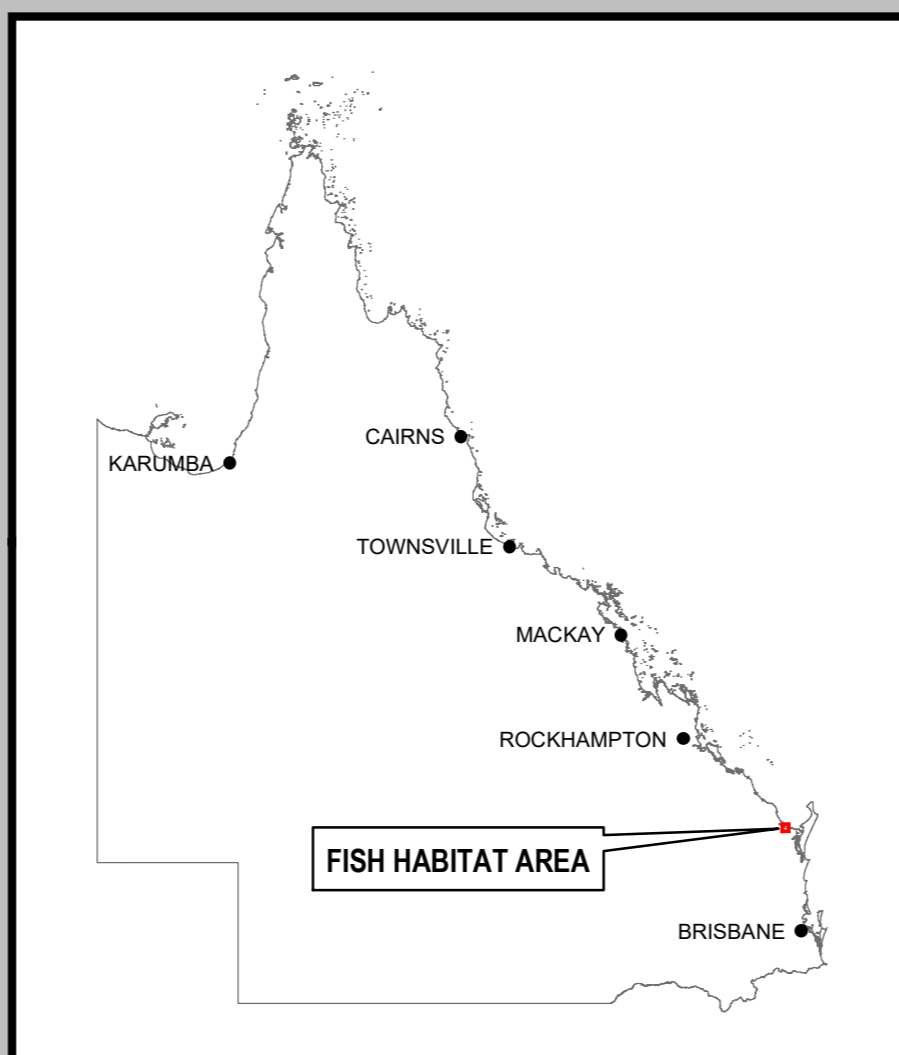 CAIRNS
KARUMBA
TOWNSVILLE
MACKAY
ROCKHAMPTON
FISH HABITAT AREA
BRISBANE